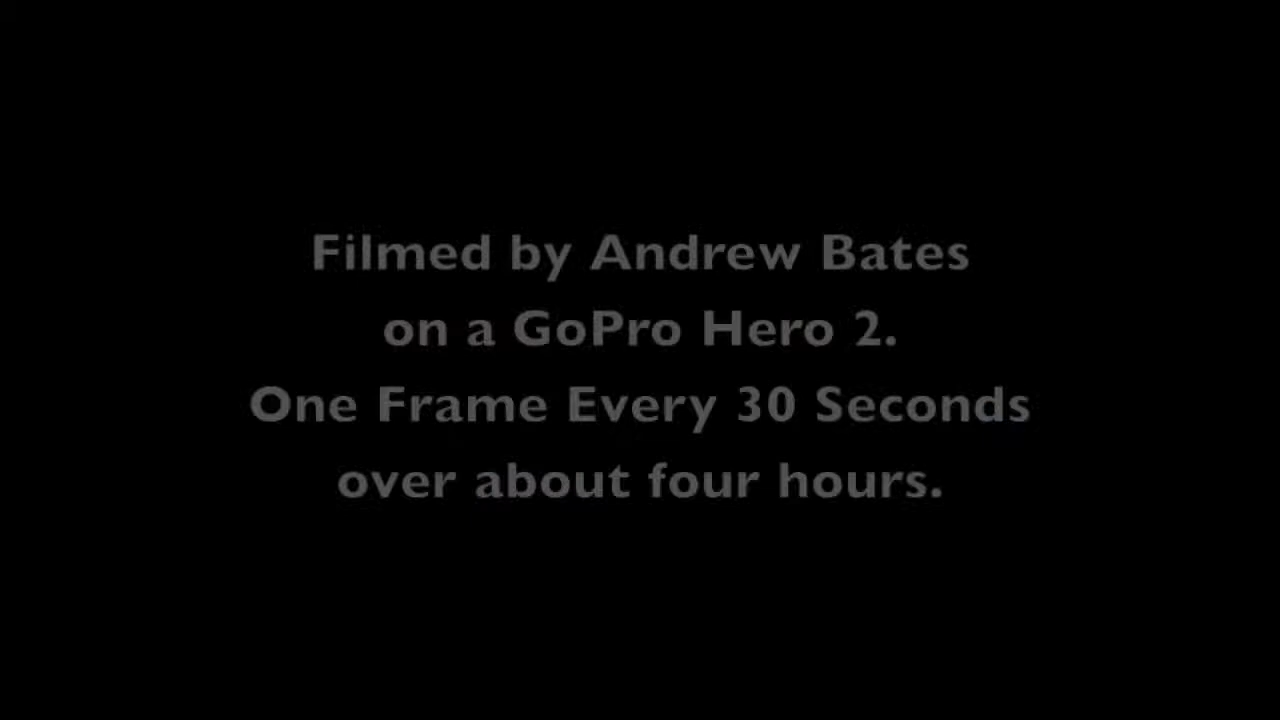 Filmed by Andrew Bates
on a GoPro Hero 2.
One Frame Every 30 Seconds
over about four hours.